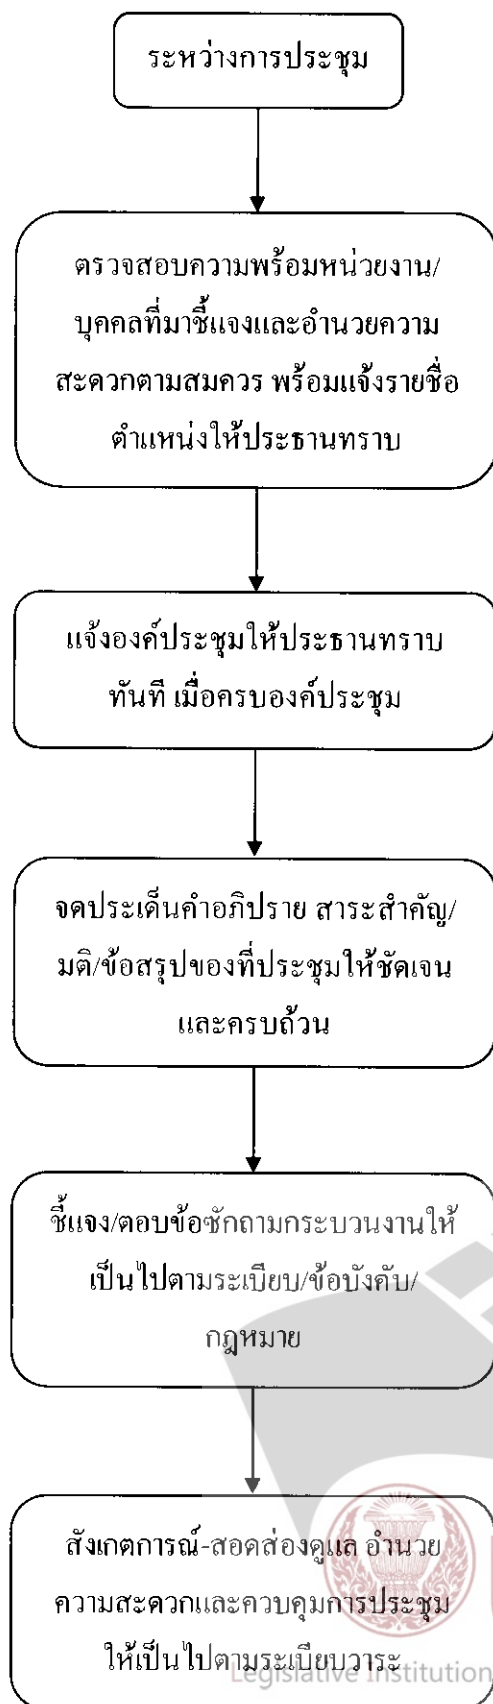 ระหว่างการประชุม
ตรวจสอบความพร้อมหน่วยงาน/
บุคคลที่มาชี้แจงและอำนวยความ
สะดวกตามสมควร พร้อมแจ้งรายชื่อ
ตำแหน่งให้ประธานทราบ
แจ้งองค์ประชุมให้ประธานทราบ
ทันที เมื่อครบองค์ประชุม
จดประเด็นคำอภิปราย สาระสำคัญ/
มติ/ข้อสรุปของที่ประชุมให้ชัดเจน
และครบถ้วน
ชี้แจง/ตอบข้อซักถามกระบวนงานให้
เป็นไปตามระเบียบ/ข้อบังคับ/
กฎหมาย
สังเกตการณ์-สอดส่องดูแล อำนวย
ความสะดวกและควบคุมการประชุม
ให้เป็นไปตามระเบียบวาระ
Legislative Institution